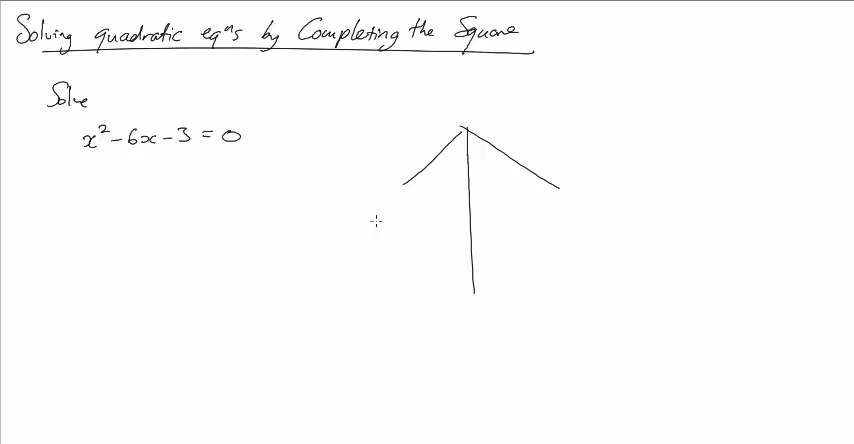 Solving quadratic eqⁿs by Completing the Square
Solve
x² - 6x - 3 = 0